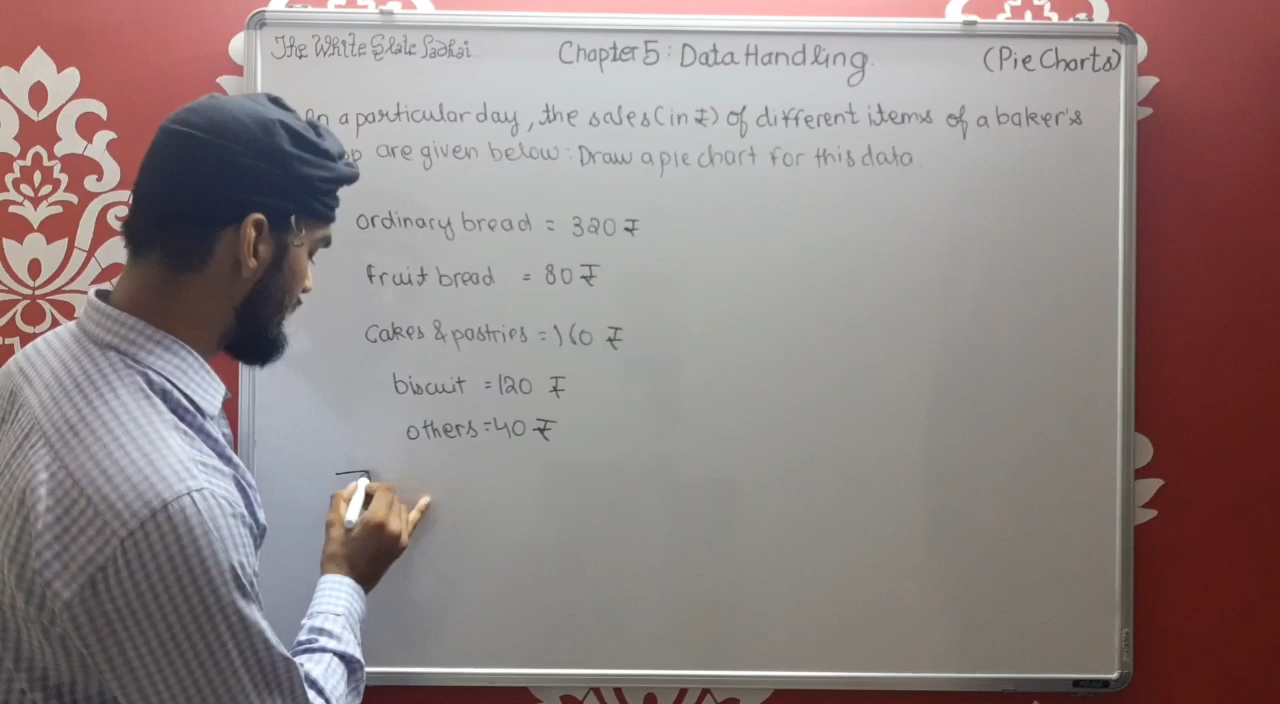 The White Slate Padhai...
Chapter 5: Data Handling.
(Pie Charts)
On a particular day, the sales (in ₹) of different items of a baker's
are given below: Draw a pie chart for this data.
ordinary bread = 320 ₹
fruit bread = 80 ₹
Cakes & pastries = 160 ₹
biscuit = 120 ₹
others = 40 ₹